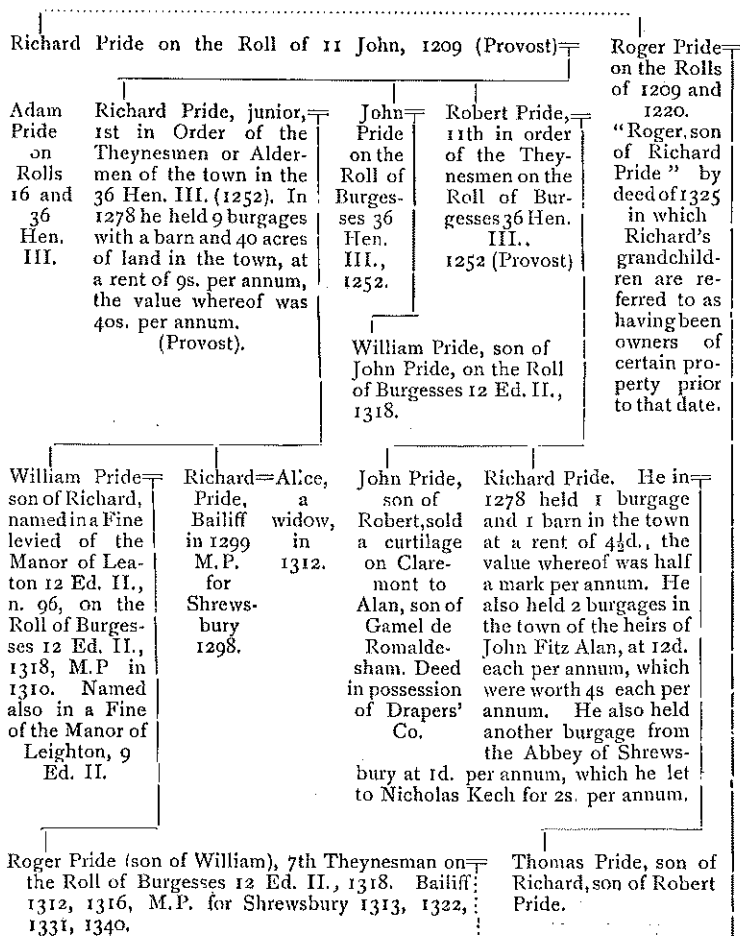 Richard Pride on the Roll of 11 John, 1209 (Provost)
Roger Pride
on the Rolls
of 1209 and
1220.
"Roger, son
of Richard
Pride" by
deed of 1325
in which
Richard's
grandchild-
ren are re-
ferred to as
having been
owners of
certain pro-
perty prior
to that date.
Adam
Pride
on
Rolls
16 and
36
Hen.
III.
Richard Pride, junior,
1st in Order of the
Theynesmen or Alder-
men of the town in the
36 Hen. III. (1252). In
1278 he held 9 burgages
with a barn and 40 acres
of land in the town, at
a rent of 9s. per annum,
the value whereof was
40s. per annum.
(Provost).
John
Pride
on the
Roll of
Burges-
ses 36
Hen.
III.,
1252.
Robert Pride,
11th in order
of the They-
nesmen on the
Roll of Bur-
gesses 36 Hen.
III.,
1252 (Provost)
William Pride, son of
John Pride, on the Roll
of Burgesses 12 Ed. II.,
1318.
William Pride
son of Richard,
named in a Fine
levied of the
Manor of Lea-
ton 12 Ed. II.,
n. 96, on the
Roll of Burges-
ses 12 Ed. II.,
1318, M.P in
1310. Named
also in a Fine
of the Manor of
Leighton, 9
Ed. II.
Richard=Alice,
Pride, a
Bailiff widow,
in 1299 in
M.P. 1312.
for
Shrews-
bury
1298.
John Pride,
son of
Robert, sold
a curtilage
on Clare-
mont to
Alan, son of
Gamel de
Romalde-
sham. Deed
in possession
of Drapers'
Co.
Richard Pride. He in
1278 held 1 burgage
and 1 barn in the town
at a rent of 4½d., the
value whereof was half
a mark per annum. He
also held 2 burgages in
the town of the heirs of
John Fitz Alan, at 12d.
each per annum, which
were worth 4s each per
annum. He also held
another burgage from
the Abbey of Shrews-
bury at 1d. per annum, which he let
to Nicholas Kech for 2s. per annum.
Roger Pride (son of William), 7th Theynesman on
the Roll of Burgesses 12 Ed. II., 1318. Bailiff
1312, 1316, M.P. for Shrewsbury 1313, 1322,
1331, 1340.
Thomas Pride, son of
Richard, son of Robert
Pride.